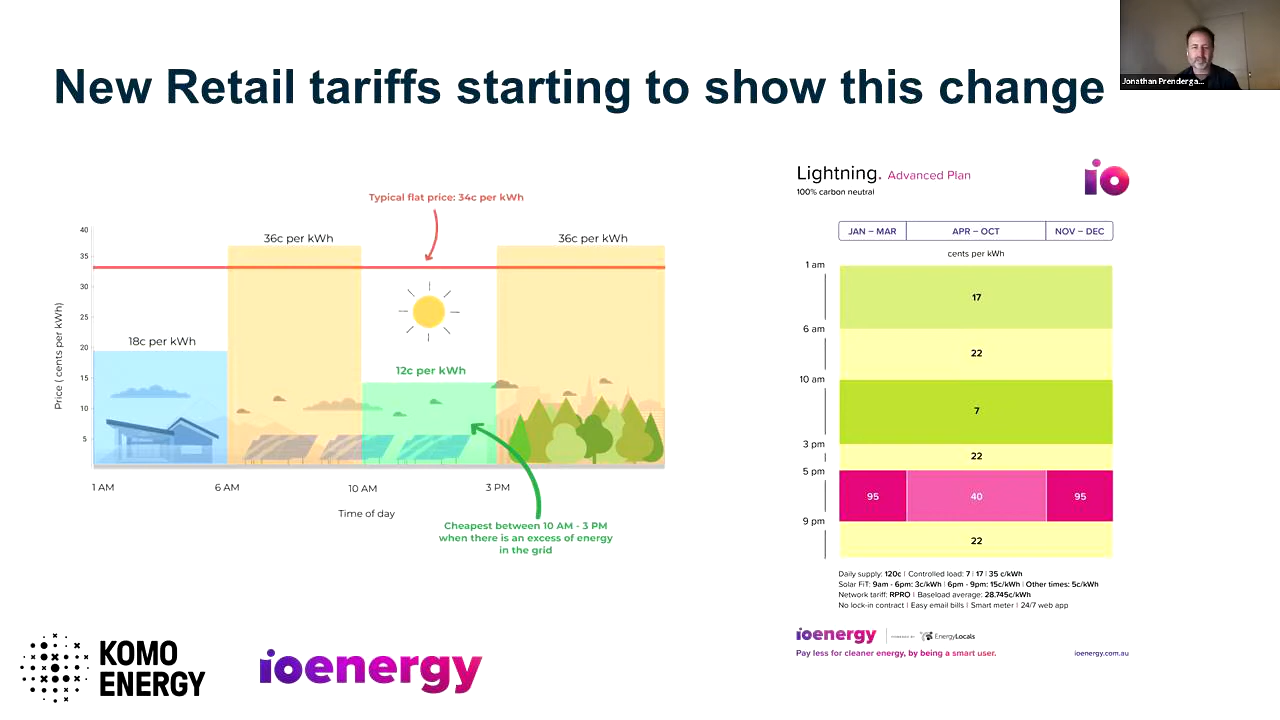 New Retail tariffs starting to show this change
Jonathan Prenderga...
Typical flat price: 34c per kWh
40
35
30
25
20
15
10
5
Price ( cents per kWh)
36c per kWh
36c per kWh
18c per kWh
12c per kWh
1 AM
6 AM
10 AM
3 PM
Time of day
Cheapest between 10 AM - 3 PM
when there is an excess of energy
in the grid
Lightning. Advanced Plan
100% carbon neutral
io
JAN – MAR
APR – OCT
NOV – DEC
cents per kWh
1 am
17
6 am
22
10 am
7
3 pm
22
5 pm
95
40
95
9 pm
22
Daily supply: 120c | Controlled load: 7 | 17 | 35 c/kWh
Solar FiT: 9am - 6pm: 3c/kWh | 6pm - 9pm: 15c/kWh | Other times: 5c/kWh
Network tariff: RPRO | Baseload average: 28.745c/kWh
No lock-in contract | Easy email bills | Smart meter | 24/7 web app
ioenergy
POWERED BY
EnergyLocals
Pay less for cleaner energy, by being a smart user.
ioenergy.com.au
KOMO
ENERGY
ioenergy